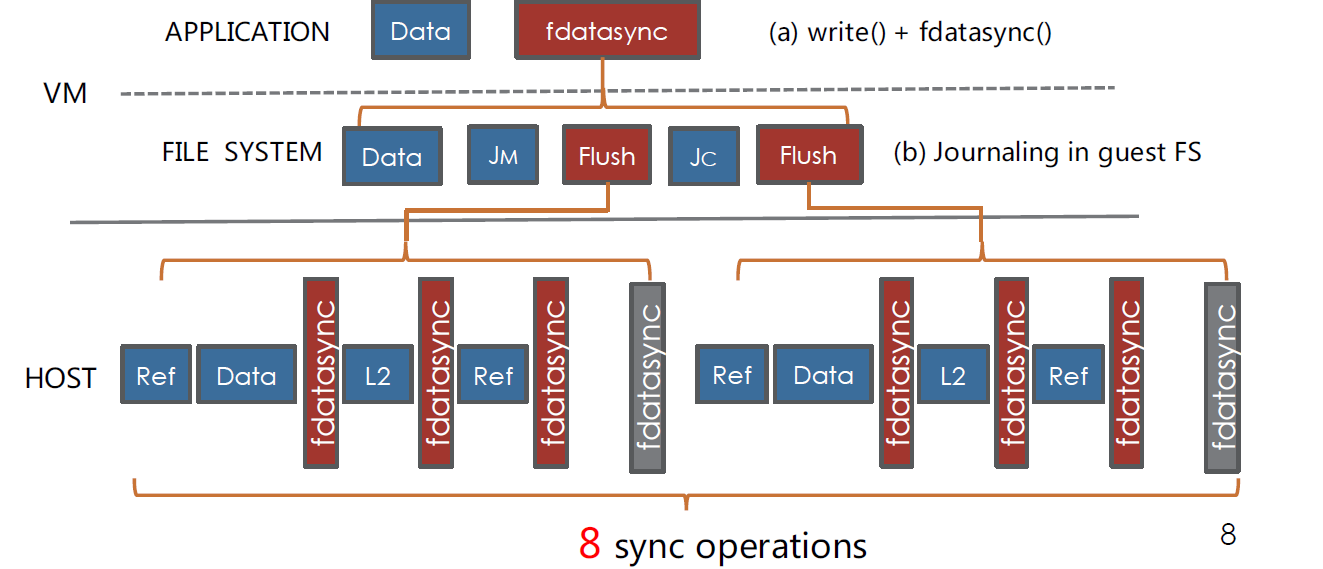 APPLICATION Data fdatasync (a) write() + fdatasync()
VM
FILE SYSTEM Data JM Flush JC Flush (b) Journaling in guest FS
HOST Ref Data fdatasync L2 fdatasync Ref fdatasync fdatasync Ref Data fdatasync L2 fdatasync Ref fdatasync fdatasync
8 sync operations
8